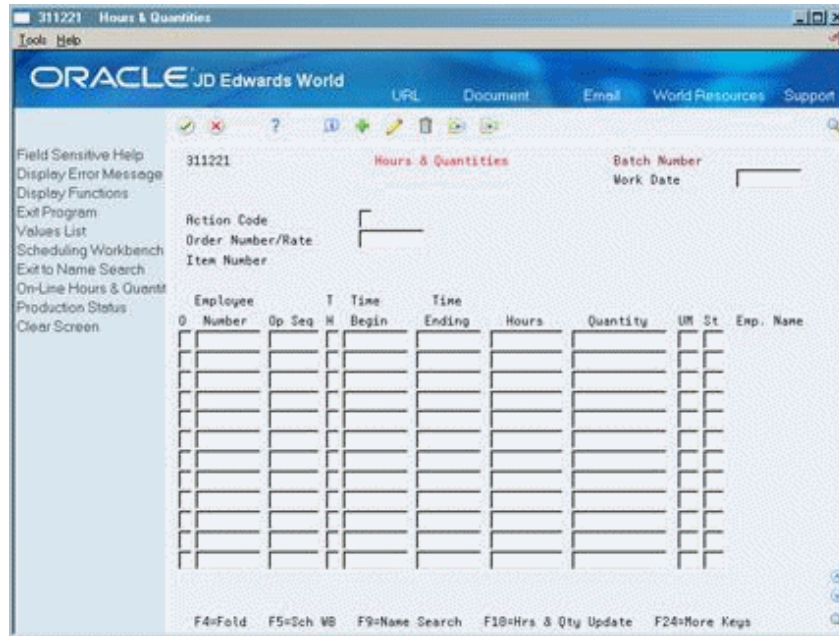 311221 Hours & Quantities
Tools Help
ORACLE JD Edwards World
URL Document Email World Resources Support
Field Sensitive Help
Display Error Message
Display Functions
Exit Program
Values List
Scheduling Workbench
Exit to Name Search
On-Line Hours & Quantit
Production Status
Clear Screen
311221 Hours & Quantities Batch Number
Work Date
Action Code
Order Number/Rate
Item Number
Employee T Time Time
O Number Op Seq H Begin Ending Hours Quantity UM St Emp. Name
F4=Fold F5=Sch WB F9=Name Search F10=Hrs & Qty Update F24=More Keys